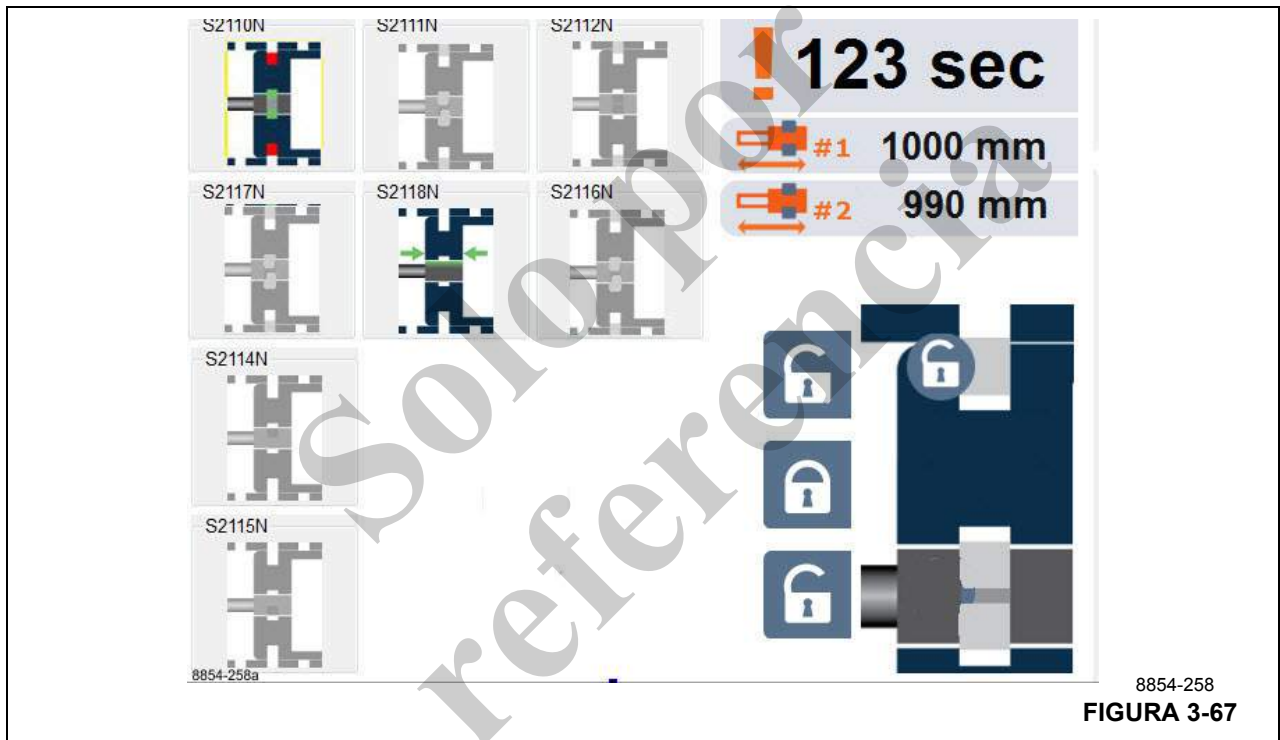 S2110N
S2111N
S2112N
! 123 sec
#1 1000 mm
S2117N
S2118N
S2116N
#2 990 mm
S2114N
S2115N
8854-258a
8854-258
FIGURA 3-67
Solo por
referencia